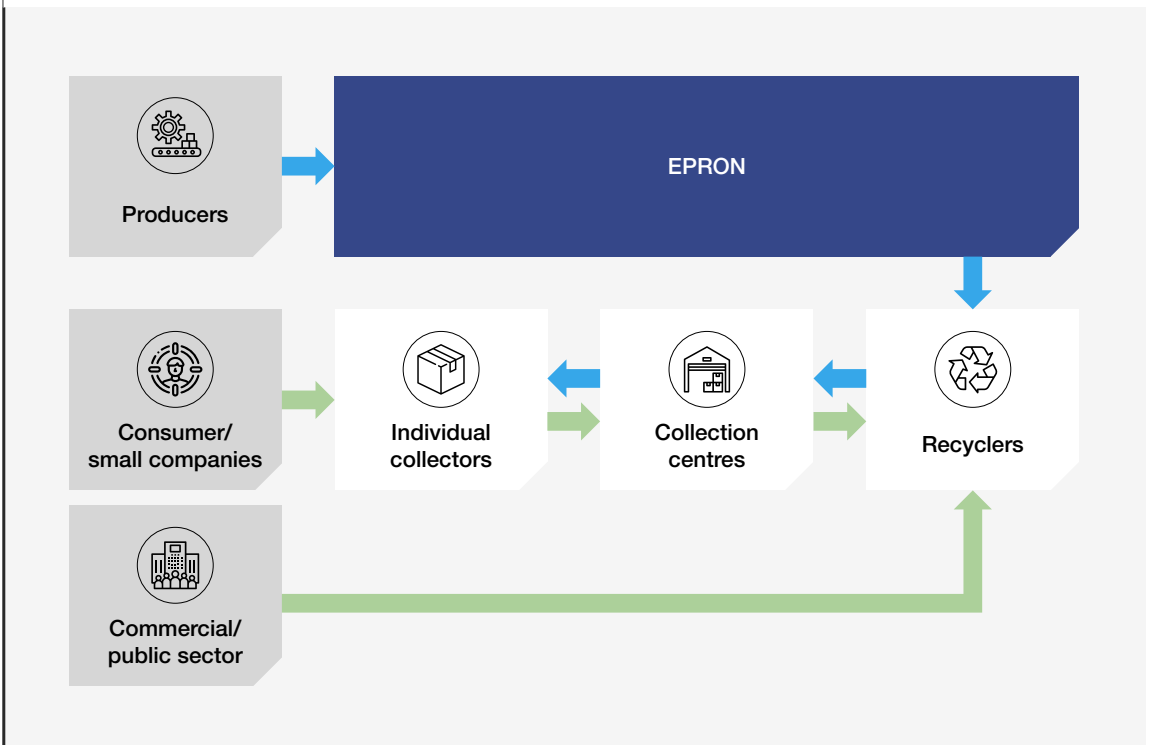 Producers
EPRON
Consumer/
small companies
Individual
collectors
Collection
centres
Recyclers
Commercial/
public sector